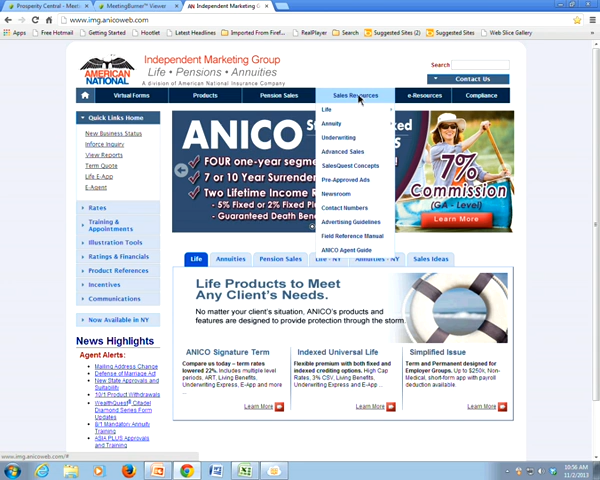 Prosperity Central - Meeti
MeetingBurner™ Viewer
American National Independent Mark
www.img.anicoweb.com
Apps
Free Hotmail
Getting Started
Hootlet
Latest Headlines
Imported From Firef...
RealPlayer
Search
Suggested Sites (2)
Suggested Sites
Web Slice Gallery
AMERICAN
NATIONAL
Independent Marketing Group
Life • Pensions • Annuities
A division of American National Insurance Company
Search
Contact Us
Virtual Forms
Products
Pension Sales
Sales Resources
e-Resources
Compliance
Quick Links Home
New Business Status
Inforce Inquiry
View Reports
Term Quote
Life E-App
E-Agent
Rates
Training &
Appointments
Illustration Tools
Ratings & Financials
Product References
Incentives
Communications
Now Available in NY
News Highlights
Agent Alerts:
Mailing Address Change
Defense of Marriage Act
New State Approvals and
Suitability
10/1 Product Withdrawals
WealthQuest® Citadel
Diamond Series Form
Updates
8/1 Mandatory Annuity
Training
ASIA PLUS Approvals
and Training
Life
Annuity
Underwriting
Advanced Sales
SalesQuest Concepts
Pre-Approved Ads
Newsroom
Contact Numbers
Advertising Guidelines
Field Reference Manual
ANICO Agent Guide
ANICO
FOUR one-year segme
7 or 10 Year Surrender
Two Lifetime Income R
- 5% Fixed or 2% Fixed Pl
- Guaranteed Death Ben
7%
Commission
(GA - Level)
Learn More
Life
Annuities
Pension Sales
Life - NY
Annuities - NY
Sales Ideas
Life Products to Meet
Any Client's Needs.
No matter your client's situation, ANICO's products and
features are designed to provide protection through the storm
ANICO Signature Term
Compare us today – term rates
lowered 22%. Includes multiple level
periods, ART, Living Benefits,
Underwriting Express, E-App and more
...
Learn More
Indexed Universal Life
Flexible premium with both fixed and
indexed crediting options. High Cap
Rates, 3% CSV, Living Benefits,
Underwriting Express and E-App ...
Learn More
Simplified Issue
Term and Permanent designed for
Employer Groups. Up to $250k, Non-
Medical, short-form app with payroll
deduction available
Learn More
www.img.anicoweb.com/#
10:56 AM
11/2/2013